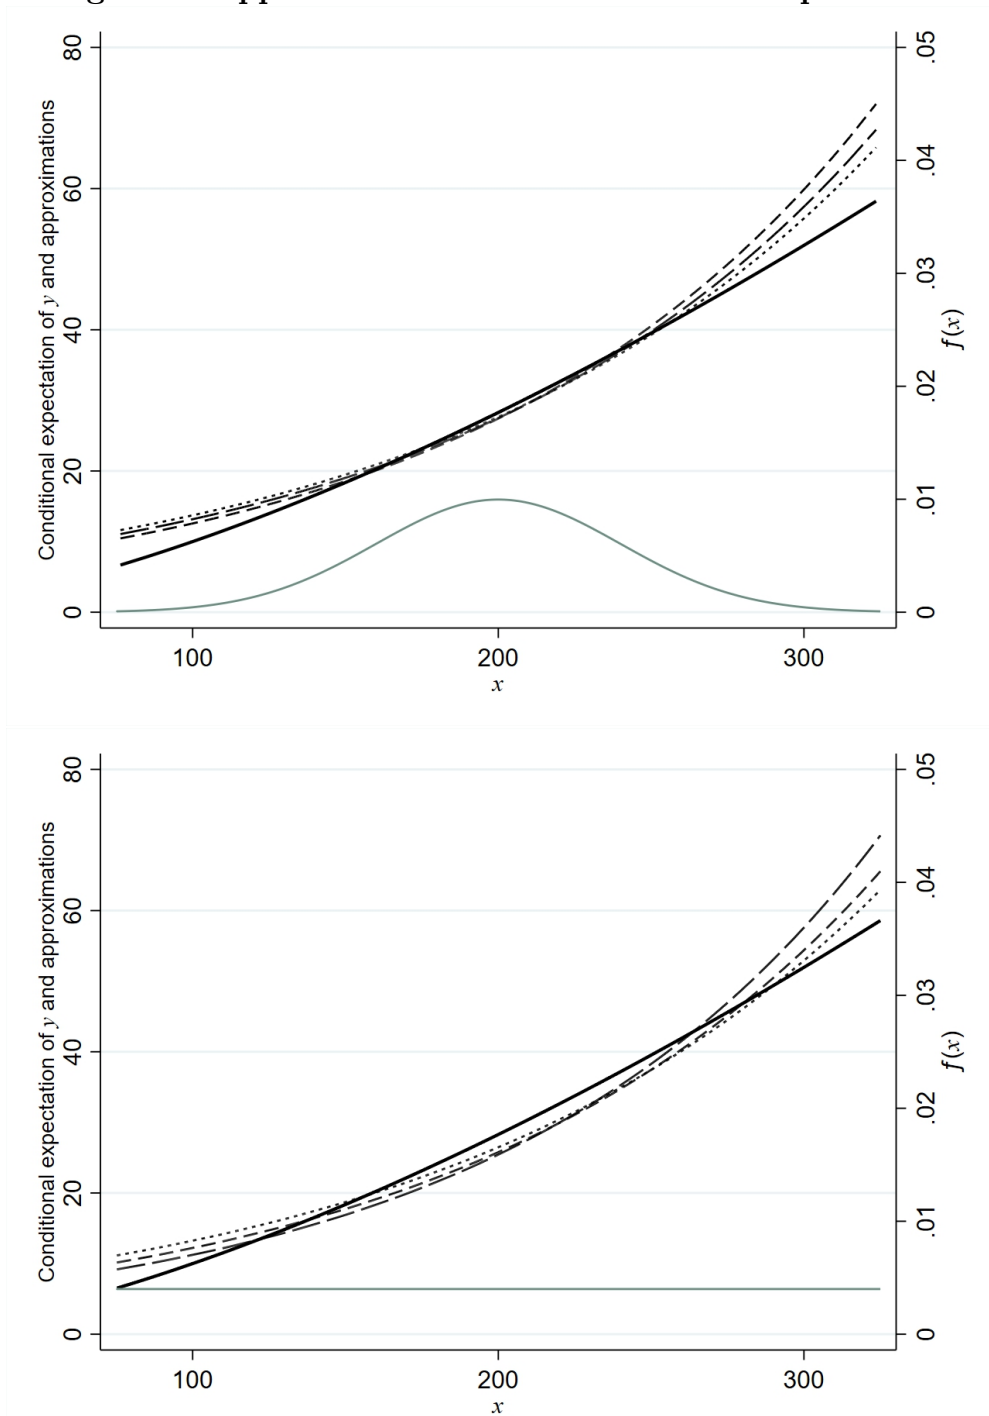 80
60
40
20
0
Conditional expectation of y and approximations
.05
.04
.03
.02
.01
0
f(x)
100 200 300
x
80
60
40
20
0
Conditional expectation of y and approximations
.05
.04
.03
.02
.01
0
f(x)
100 200 300
x